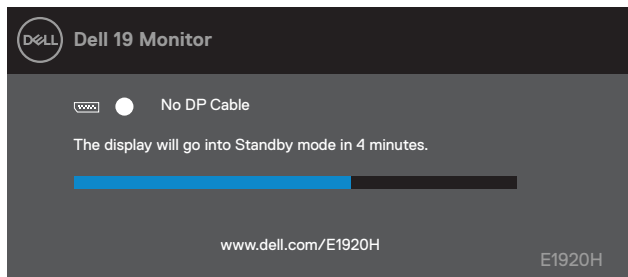 DELL Dell 19 Monitor
No DP Cable
The display will go into Standby mode in 4 minutes.
www.dell.com/E1920H
E1920H